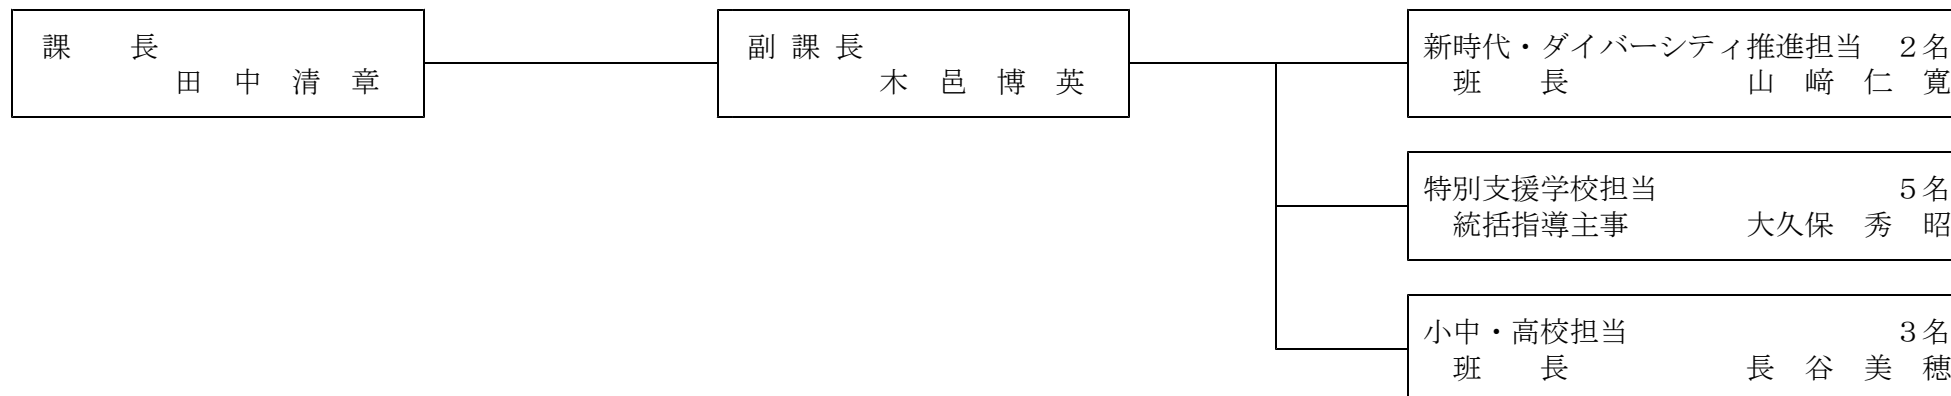 課　　長
田　中　清　章
副 課 長
木　邑　博　英
新時代・ダイバーシティ推進担当　２名
班　　長　　　　　　山　﨑　仁　寛
特別支援学校担当　　　　　　　　５名
統括指導主事　　　　大久保　秀　昭
小中・高校担当　　　　　　　　　３名
班　　長　　　　　　長　谷　美　穂